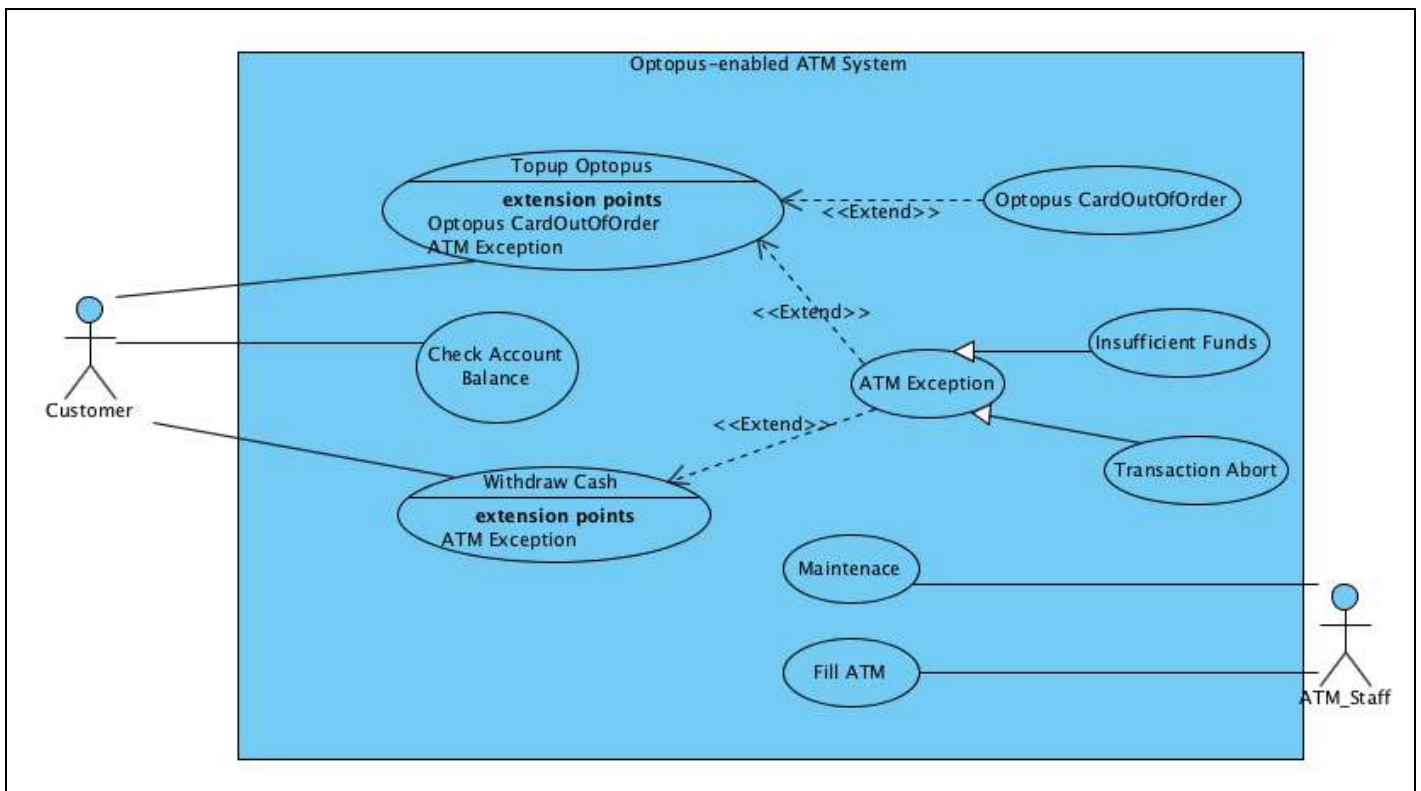 Optopus-enabled ATM System
Topup Optopus
extension points
Optopus CardOutOfOrder
ATM Exception
<<Extend>>
Optopus CardOutOfOrder
<<Extend>>
Check Account
Balance
Customer
Insufficient Funds
ATM Exception
<<Extend>>
Transaction Abort
Withdraw Cash
extension points
ATM Exception
Maintenace
Fill ATM
ATM_Staff